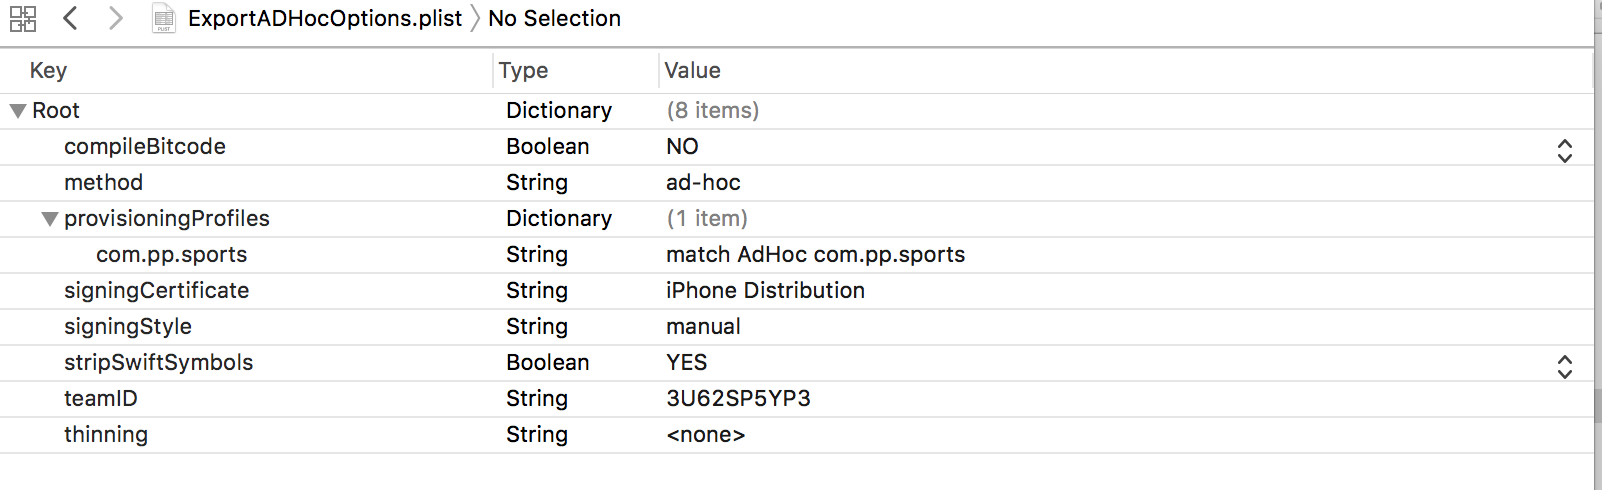 ExportADHocOptions.plist No Selection
Key Type Value
Root Dictionary (8 items)
compileBitcode Boolean NO
method String ad-hoc
provisioningProfiles Dictionary (1 item)
com.pp.sports String match AdHoc com.pp.sports
signingCertificate String iPhone Distribution
signingStyle String manual
stripSwiftSymbols Boolean YES
teamID String 3U62SP5YP3
thinning String <none>